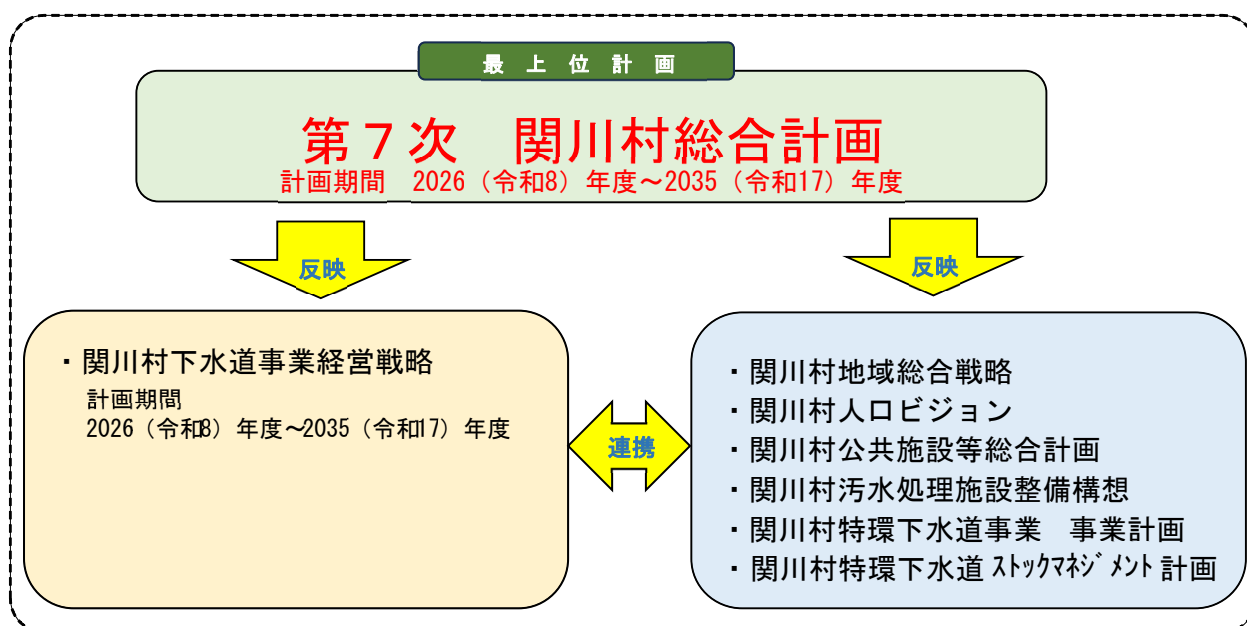 最上位計画
第７次　関川村総合計画
計画期間　2026（令和8）年度～2035（令和17）年度
反映
反映
・関川村下水道事業経営戦略
計画期間
2026（令和8）年度～2035（令和17）年度
連携
・関川村地域総合戦略
・関川村人口ビジョン
・関川村公共施設等総合計画
・関川村汚水処理施設整備構想
・関川村特環下水道事業　事業計画
・関川村特環下水道ｽﾄｯｸﾏﾈｼﾞﾒﾝﾄ計画